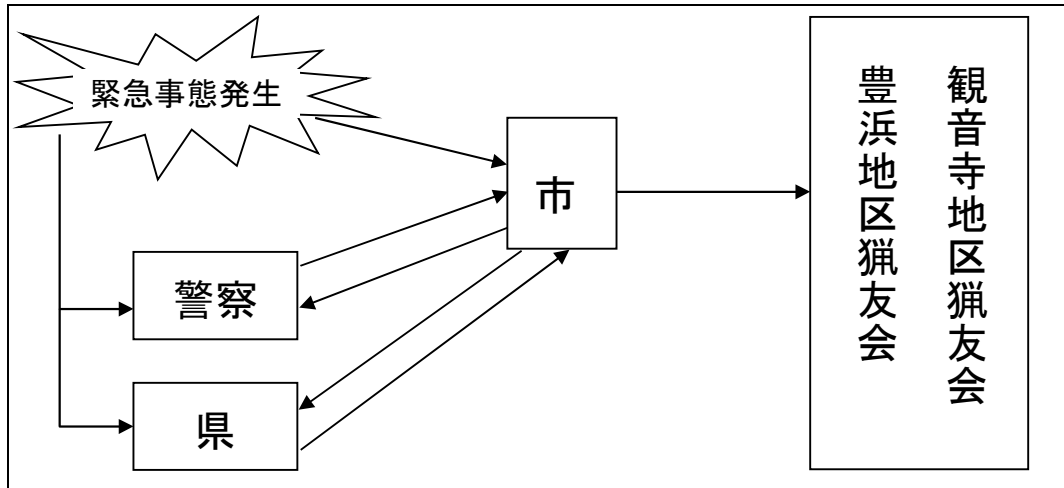 緊急事態発生
市
警察
県
観音寺地区猟友会
豊浜地区猟友会